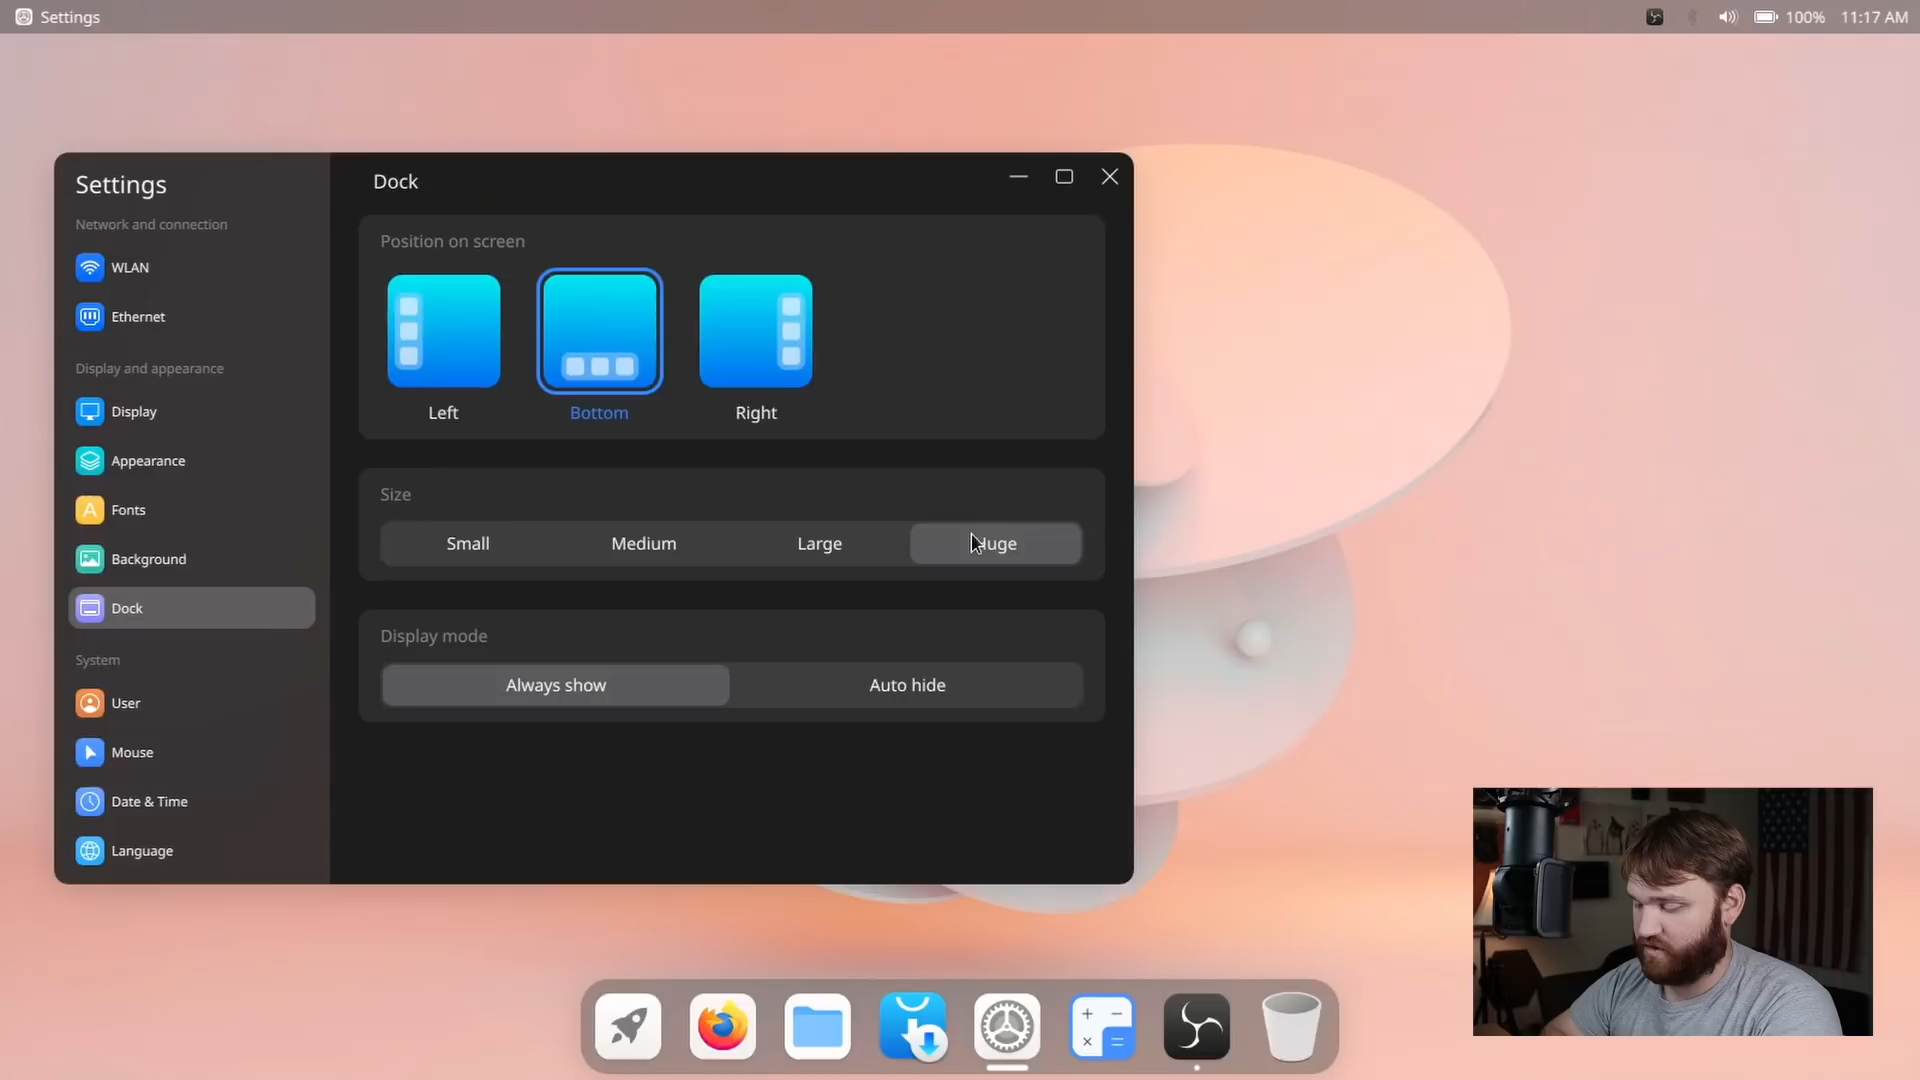 Settings
100% 11:17 AM
Settings
Network and connection
WLAN
Ethernet
Display and appearance
Display
Appearance
Fonts
Background
Dock
System
User
Mouse
Date & Time
Language
Dock
Position on screen
Left Bottom Right
Size
Small Medium Large Huge
Display mode
Always show Auto hide